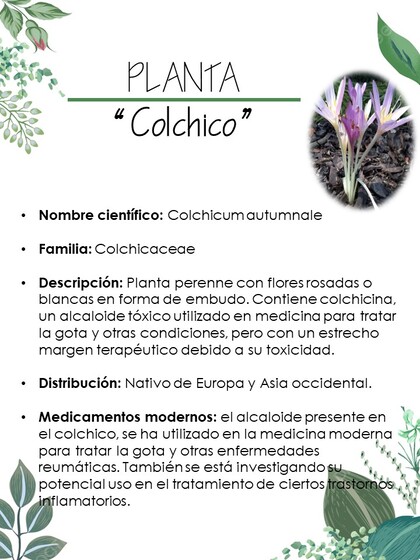 PLANTA
“Colchico”
• Nombre científico: Colchicum autumnale
• Familia: Colchicaceae
• Descripción: Planta perenne con flores rosadas o
blancas en forma de embudo. Contiene colchicina,
un alcaloide tóxico utilizado en medicina para tratar
la gota y otras condiciones, pero con un estrecho
margen terapéutico debido a su toxicidad.
• Distribución: Nativo de Europa y Asia occidental.
• Medicamentos modernos: el alcaloide presente en
el colchico, se ha utilizado en la medicina moderna
para tratar la gota y otras enfermedades
reumáticas. También se está investigando su
potencial uso en el tratamiento de ciertos trastornos
inflamatorios.